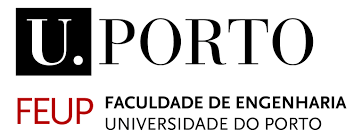 U. PORTO
FEUP FACULDADE DE ENGENHARIA
UNIVERSIDADE DO PORTO